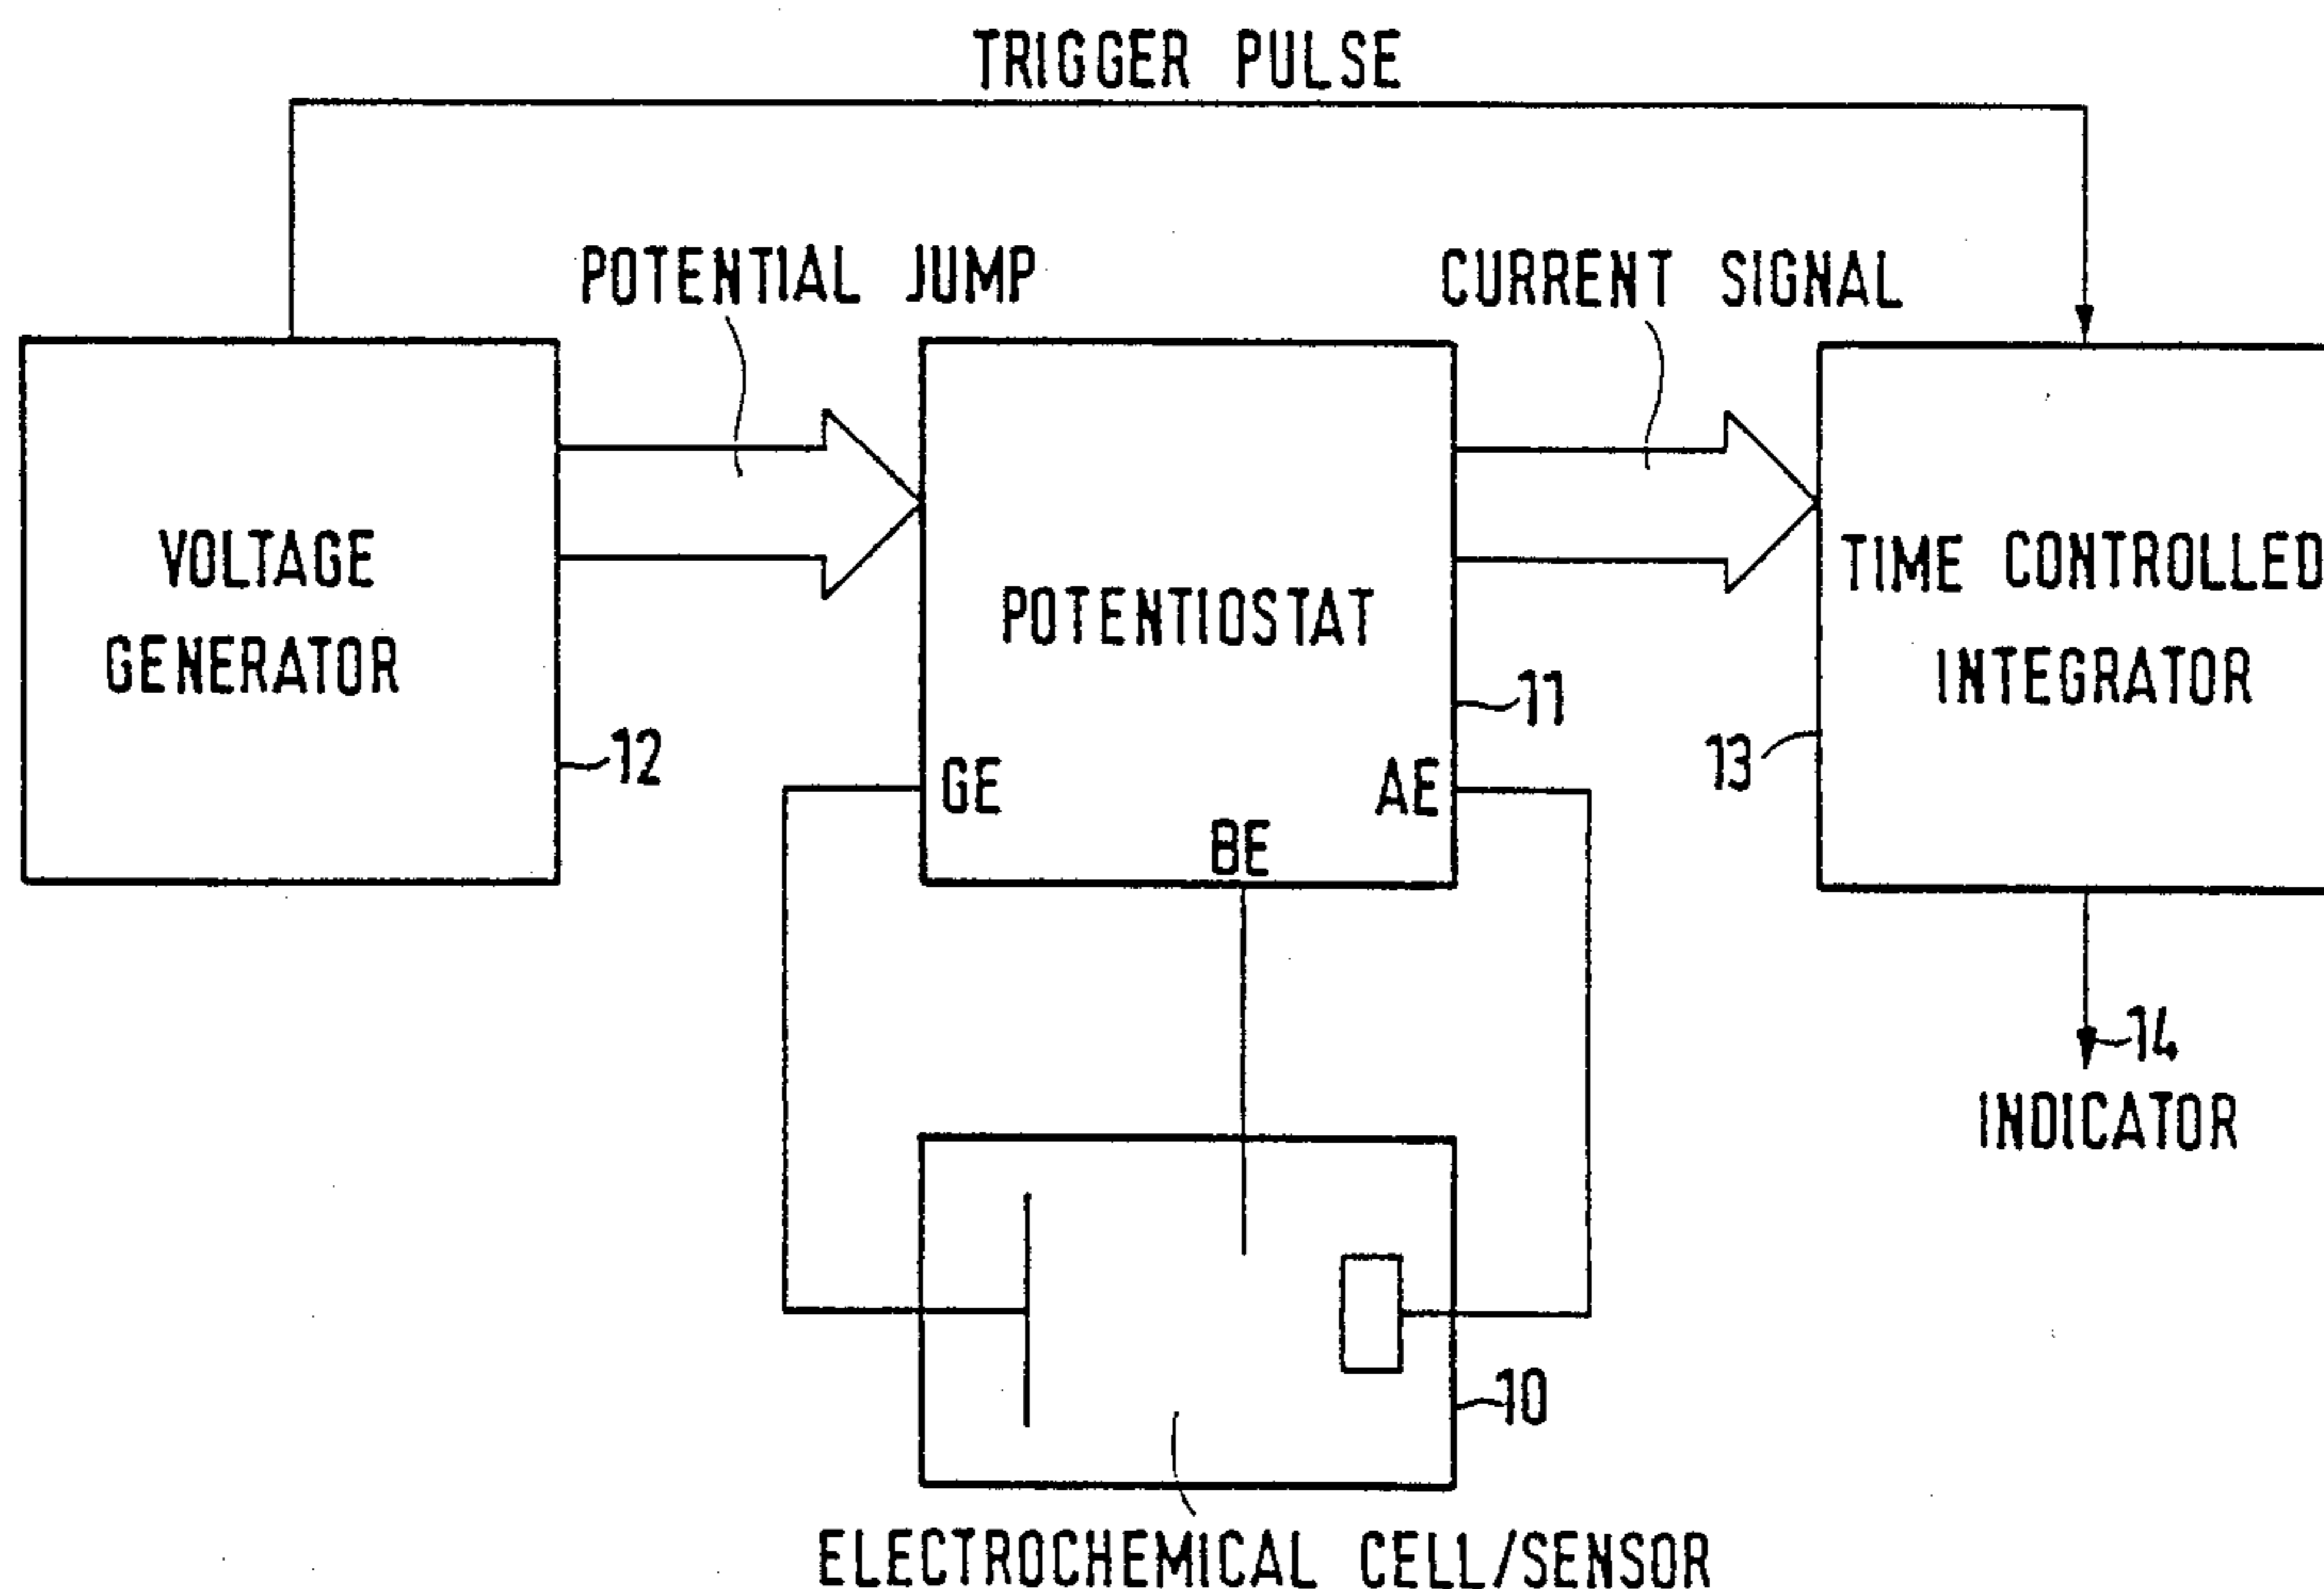 TRIGGER PULSE
POTENTIAL JUMP
CURRENT SIGNAL
VOLTAGE
GENERATOR
12
POTENTIOSTAT
11
GE
BE
AE
TIME CONTROLLED
INTEGRATOR
13
14
INDICATOR
10
ELECTROCHEMICAL CELL/SENSOR